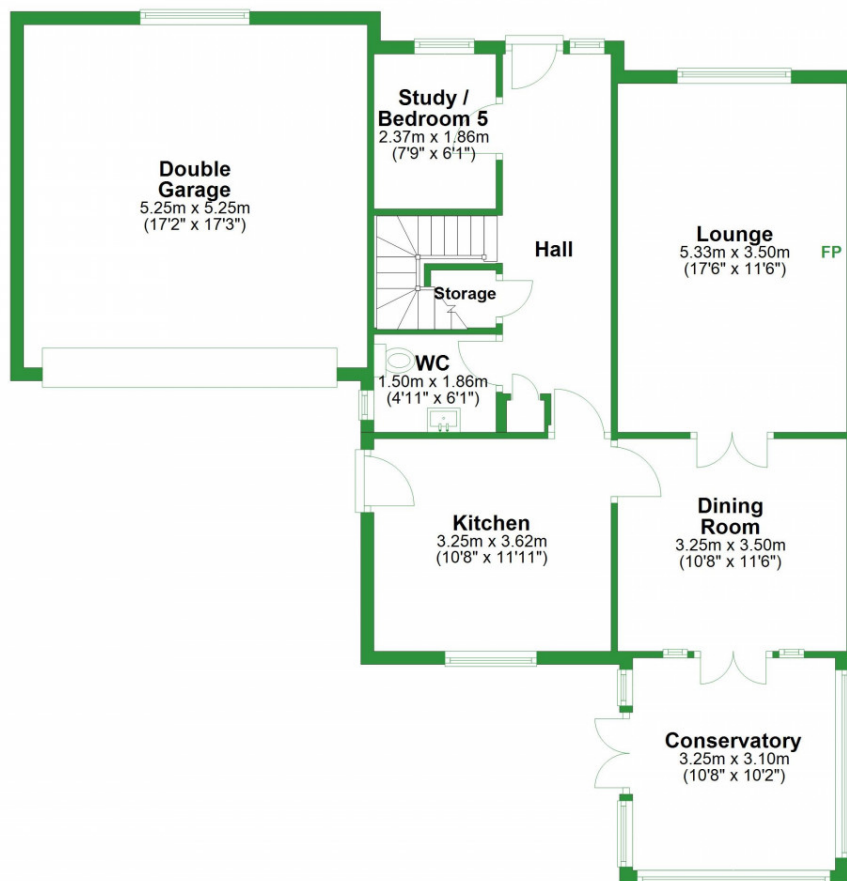 Double
Garage
5.25m x 5.25m
(17'2" x 17'3")
Study /
Bedroom 5
2.37m x 1.86m
(7'9" x 6'1")
Hall
Lounge
5.33m x 3.50m
(17'6" x 11'6")
FP
Storage
WC
1.50m x 1.86m
(4'11" x 6'1")
Kitchen
3.25m x 3.62m
(10'8" x 11'11")
Dining
Room
3.25m x 3.50m
(10'8" x 11'6")
Conservatory
3.25m x 3.10m
(10'8" x 10'2")